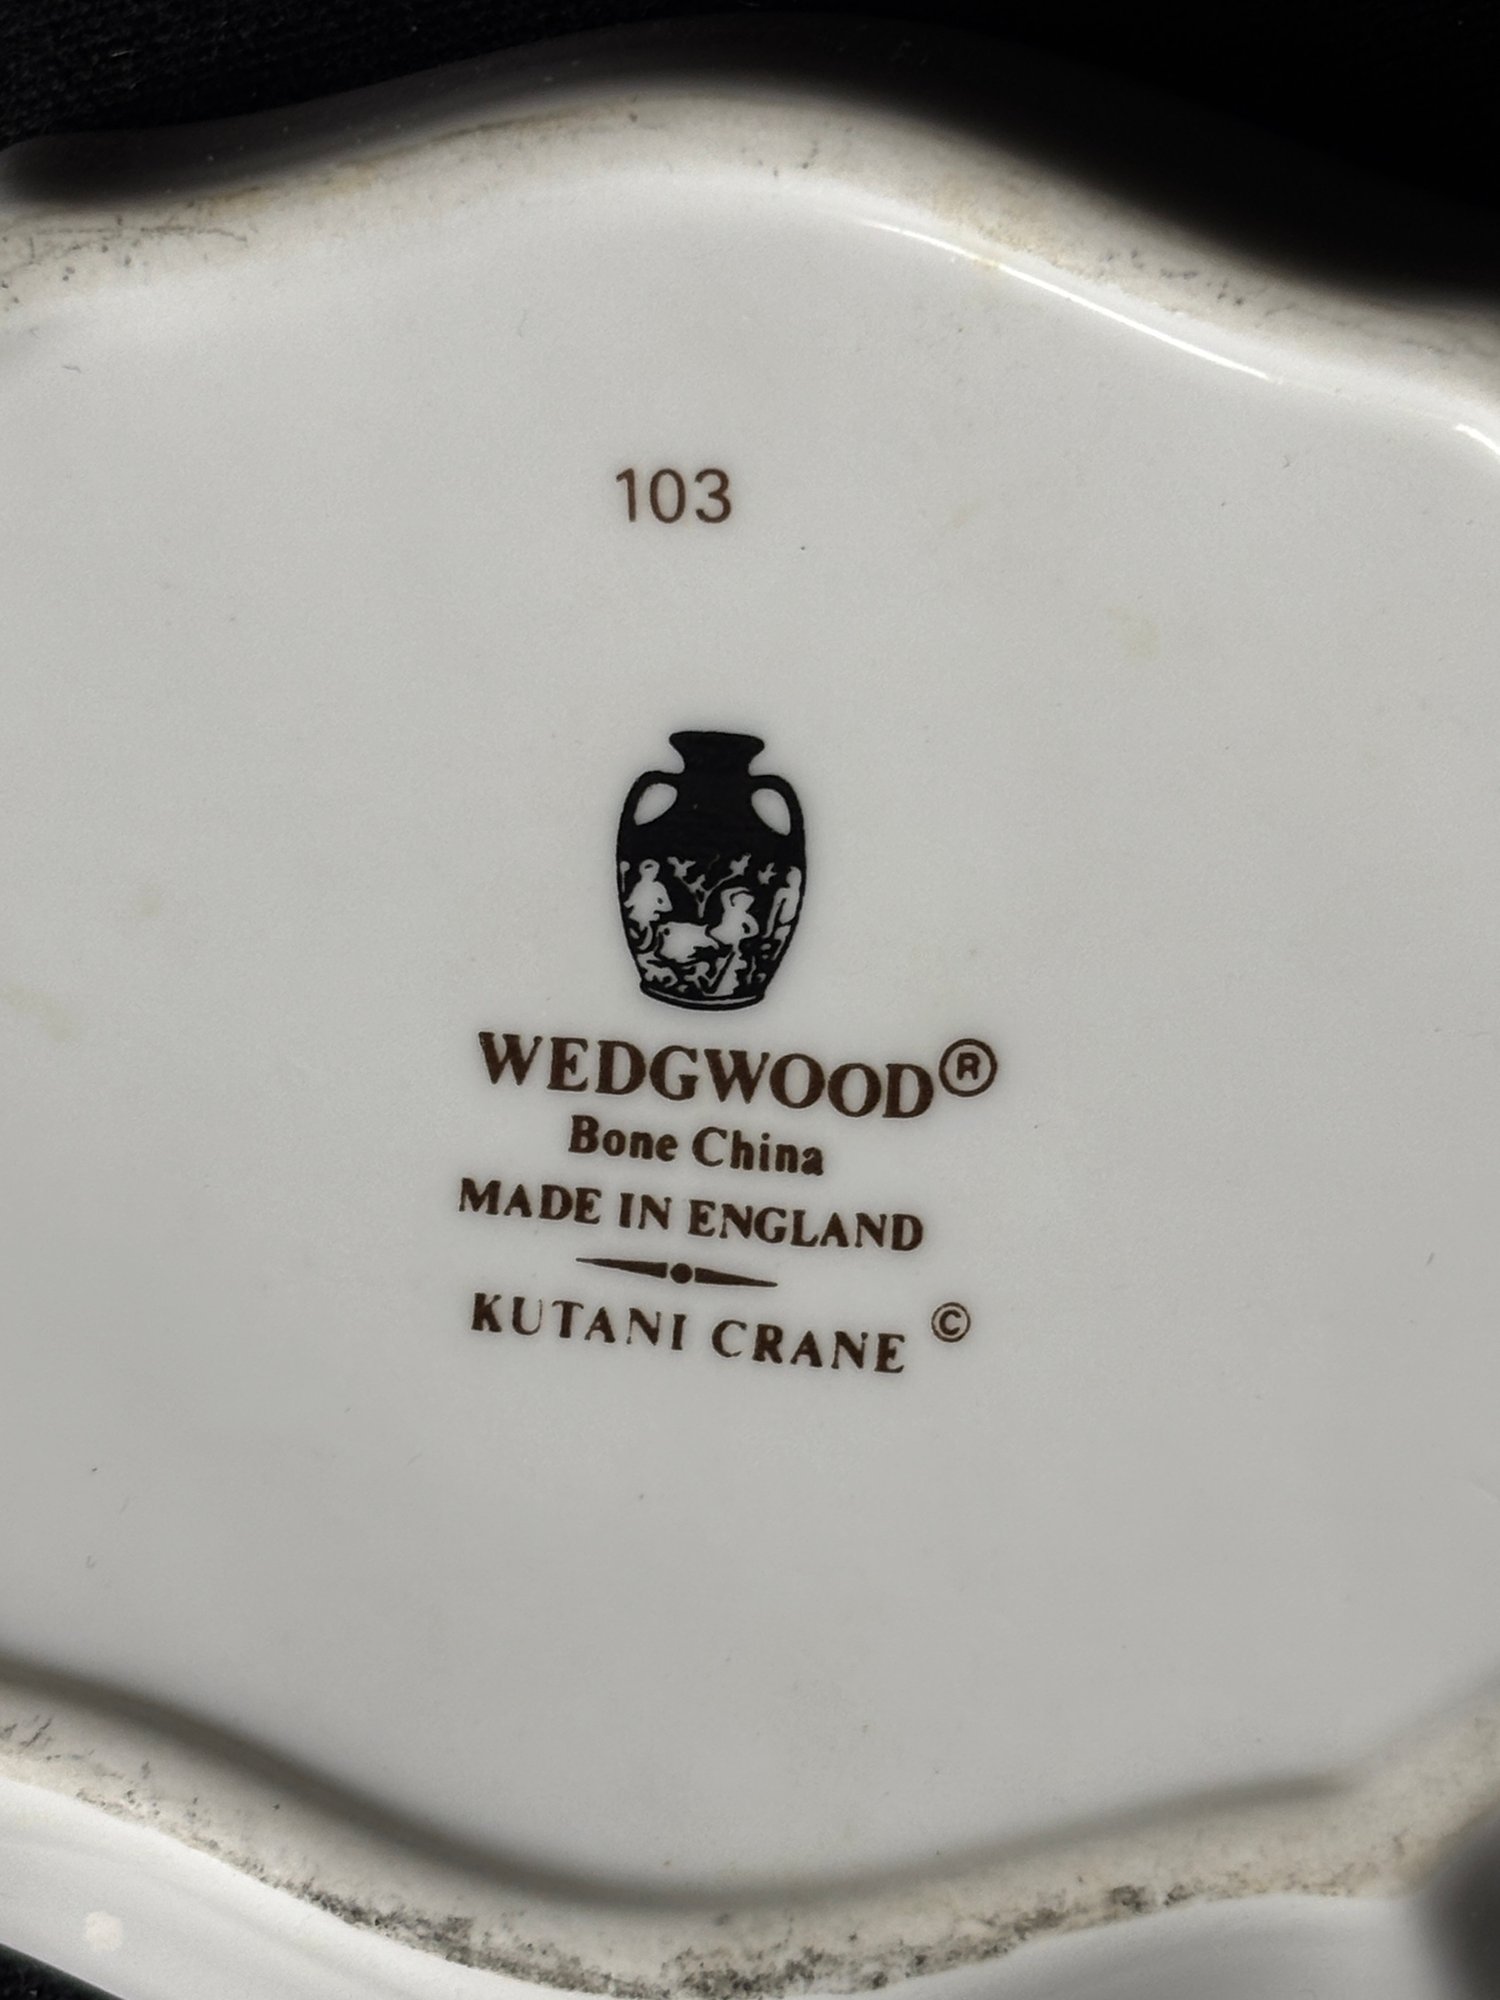 103
WEDGWOOD®
Bone China
MADE IN ENGLAND
KUTANI CRANE ©